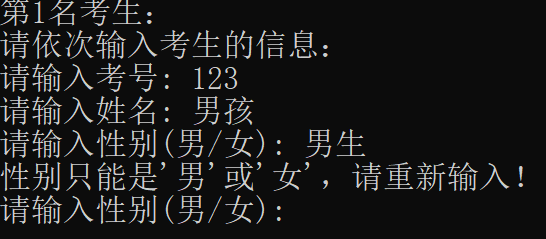 第1名考生：
请依次输入考生的信息：
请输入考号: 123
请输入姓名: 男孩
请输入性别(男/女): 男生
性别只能是'男'或'女'，请重新输入！
请输入性别(男/女):